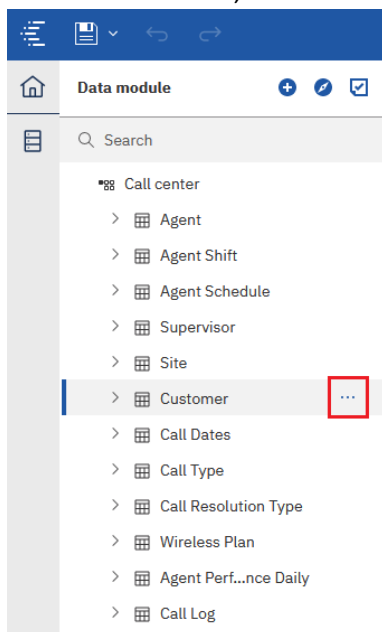 Data module
Search
Call center
Agent
Agent Shift
Agent Schedule
Supervisor
Site
Customer
Call Dates
Call Type
Call Resolution Type
Wireless Plan
Agent Perf...nce Daily
Call Log